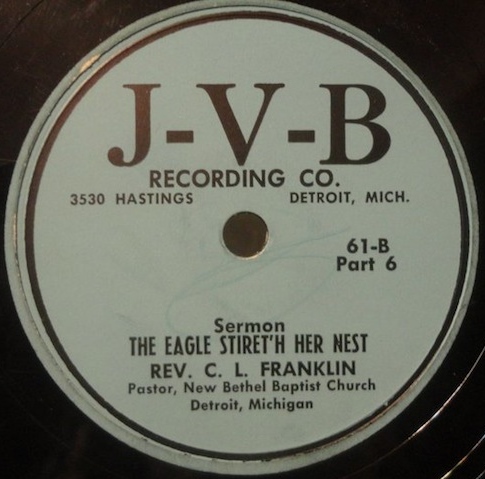 J-V-B
RECORDING CO.
3530 HASTINGS DETROIT, MICH.
61-B
Part 6
Sermon
THE EAGLE STIRET'H HER NEST
REV. C. L. FRANKLIN
Pastor, New Bethel Baptist Church
Detroit, Michigan